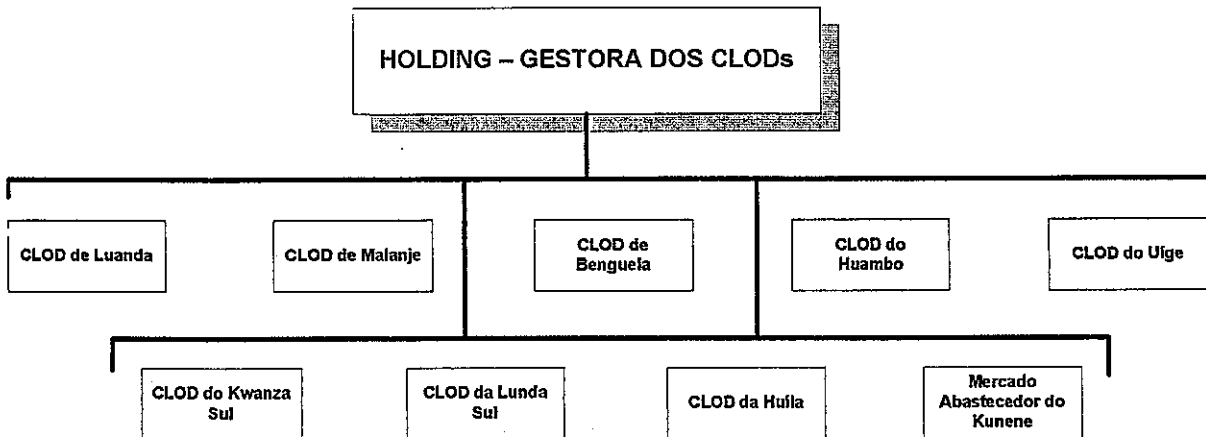 HOLDING – GESTORA DOS CLODs
CLOD de Luanda
CLOD de Malanje
CLOD de
Benguela
CLOD do
Huambo
CLOD do Uíge
CLOD do Kwanza
Sul
CLOD da Lunda
Sul
CLOD da Huíla
Mercado
Abastecedor do
Kunene